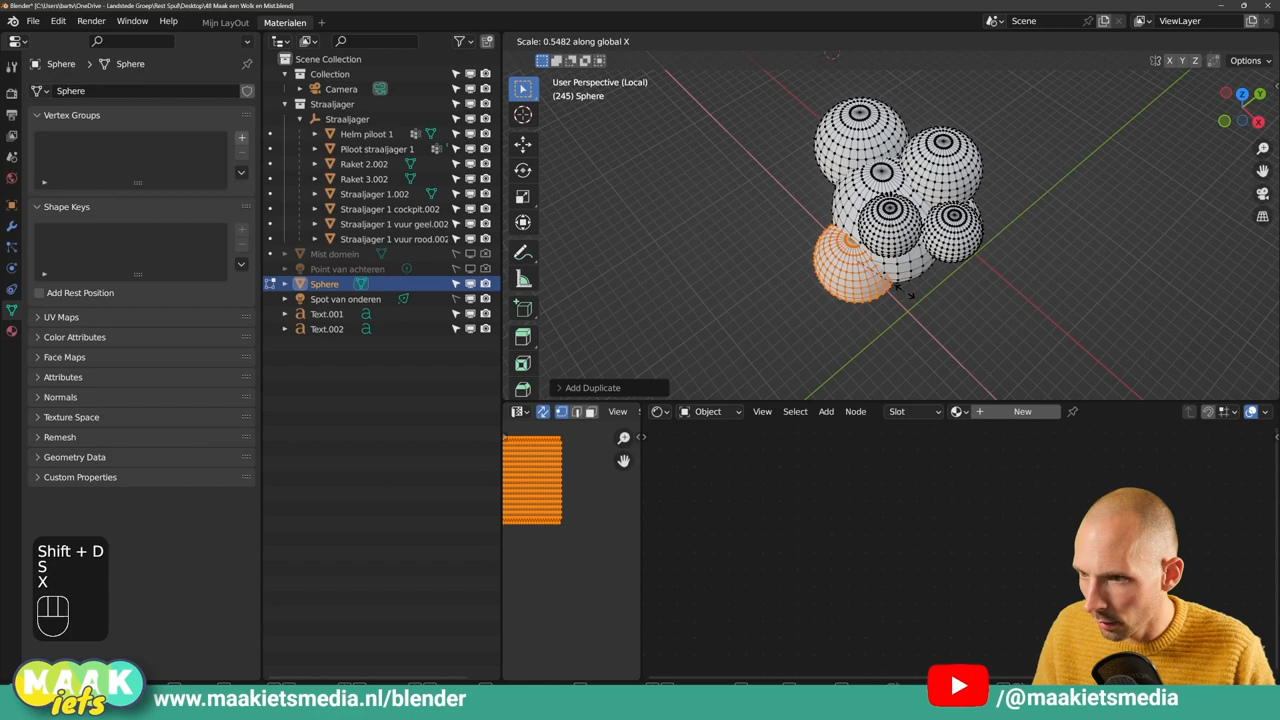 Blender* [C:\Users\bartv\OneDrive - Landstede Groep\Rest Spul\Desktop\48 Maak een Wolk en Mist.blend]
File Edit Render Window Help Mijn LayOut Materialen + Scene ViewLayer
Scale: 0.5482 along global X
X Y Z Options
User Perspective (Local)
(245) Sphere
Z Y X
Sphere > Sphere
Sphere
Vertex Groups
Shape Keys
Add Rest Position
UV Maps
Color Attributes
Face Maps
Attributes
Normals
Texture Space
Remesh
Geometry Data
Custom Properties
Scene Collection
Collection
Camera
Straaljager
Straaljager
Helm piloot 1
Piloot straaljager 1
Raket 2.002
Raket 3.002
Straaljager 1.002
Straaljager 1 cockpit.002
Straaljager 1 vuur geel.002
Straaljager 1 vuur rood.002
Mist domein
Point van achteren
Sphere
Spot van onderen
Text.001
Text.002
Add Duplicate
View Object View Select Add Node Slot New
Shift + D
S
X
MAAK
iets
www.maakietsmedia.nl/blender
/@maakietsmedia